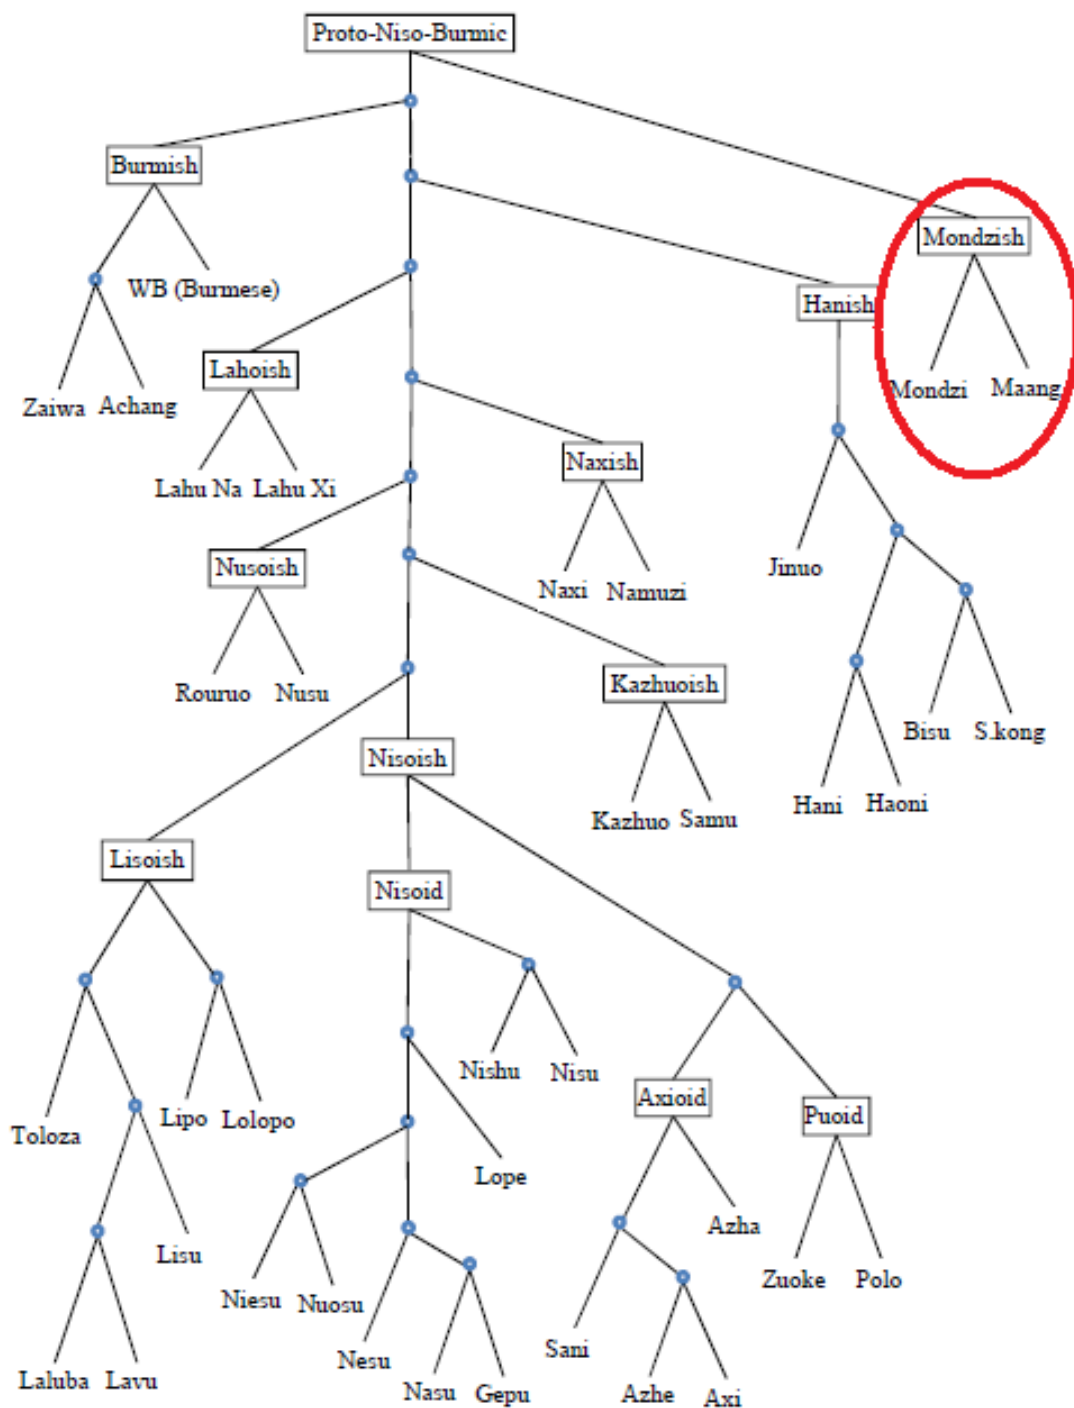 Proto-Niso-Burmic
Burmish
Mondzish
WB (Burmese)
Hanish
Lahoish
Zaiwa Achang
Mondzi Maang
Naxish
Lahu Na Lahu Xi
Nusoish
Jinuo
Naxi Namuzi
Rouruo Nusu
Kazhuoish
Bisu S.kong
Nisoish
Hani Haoni
Kazhuo Samu
Lisoish
Nisoid
Nishu Nisu
Axioid
Puoid
Toloza
Lipo Lolopo
Lope
Azha
Lisu
Zuoke Polo
Niesu Nuosu
Sani
Nesu
Laluba Lavu
Nasu Gepu
Azhe Axi